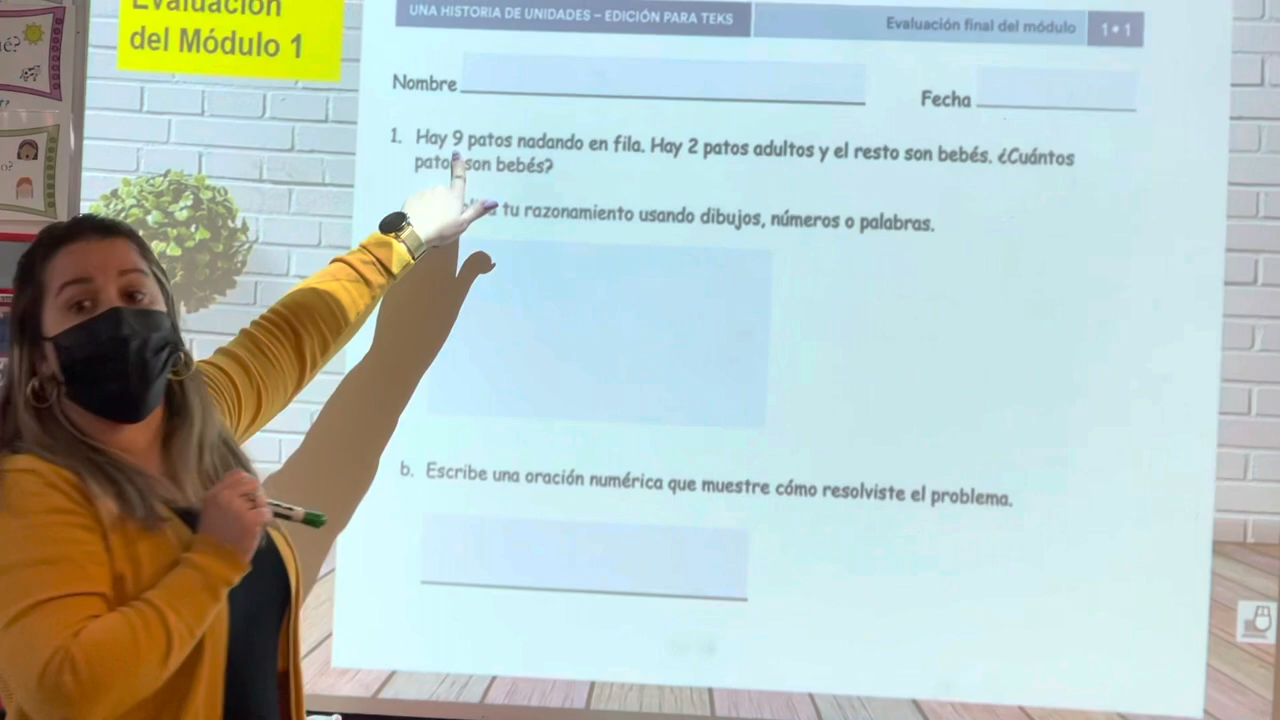 Evaluación
del Módulo 1
UNA HISTORIA DE UNIDADES – EDICIÓN PARA TEKS
Evaluación final del módulo
1•1
Nombre
Fecha
1. Hay 9 patos nadando en fila. Hay 2 patos adultos y el resto son bebés. ¿Cuántos
son bebés?
tu razonamiento usando dibujos, números o palabras.
b. Escribe una oración numérica que muestre cómo resolviste el problema.